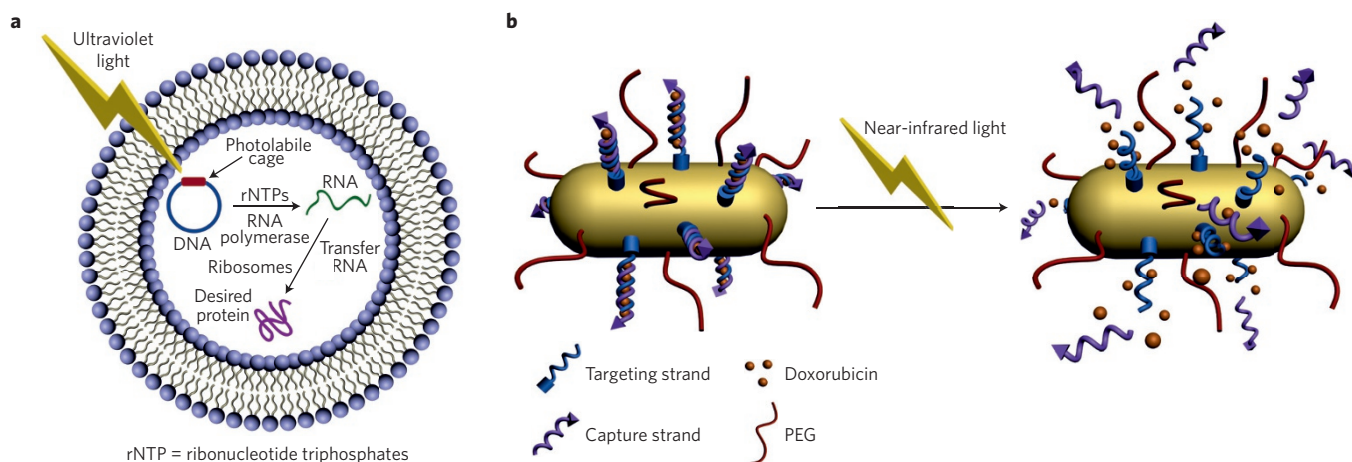 a
Ultraviolet
light
Photolabile
cage
rNTPs
RNA
RNA
polymerase
DNA
Transfer
RNA
Ribosomes
Desired
protein
rNTP = ribonucleotide triphosphates
b
Near-infrared light
Targeting strand
Doxorubicin
Capture strand
PEG